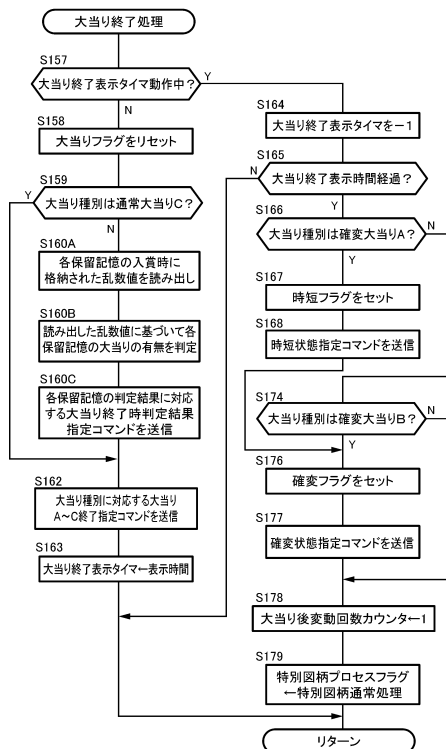 大当り終了処理
S157
大当り終了表示タイマ動作中？
Y
N
S158
大当りフラグをリセット
S159
Y
大当り種別は通常大当りC？
N
S160A
各保留記憶の入賞時に
格納された乱数値を読み出し
S160B
読み出した乱数値に基づいて各
保留記憶の大当りの有無を判定
S160C
各保留記憶の判定結果に対応
する大当り終了時判定結果
指定コマンドを送信
S162
大当り種別に対応する大当り
A～C終了指定コマンドを送信
S163
大当り終了表示タイマ←表示時間
S164
大当り終了表示タイマを－1
S165
N
大当り終了表示時間経過？
Y
S166
大当り種別は確変大当りA？
N
Y
S167
時短フラグをセット
S168
時短状態指定コマンドを送信
S174
大当り種別は確変大当りB？
N
Y
S176
確変フラグをセット
S177
確変状態指定コマンドを送信
S178
大当り後変動回数カウンタ←1
S179
特別図柄プロセスフラグ
←特別図柄通常処理
リターン